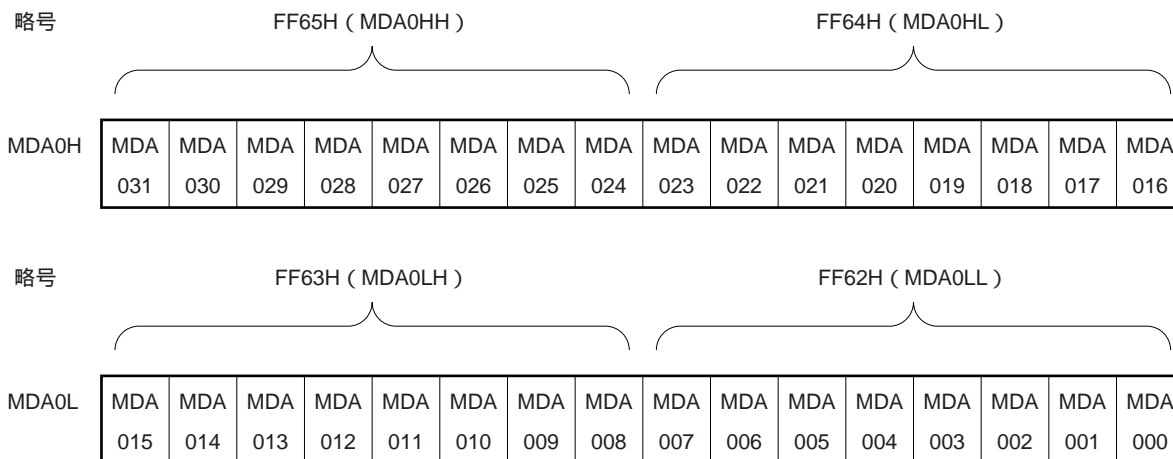 略号 FF65H(MDA0HH) FF64H(MDA0HL)
MDA0H MDA MDA MDA MDA MDA MDA MDA MDA MDA MDA MDA MDA MDA MDA MDA MDA
031 030 029 028 027 026 025 024 023 022 021 020 019 018 017 016
略号 FF63H(MDA0LH) FF62H(MDA0LL)
MDA0L MDA MDA MDA MDA MDA MDA MDA MDA MDA MDA MDA MDA MDA MDA MDA MDA
015 014 013 012 011 010 009 008 007 006 005 004 003 002 001 000